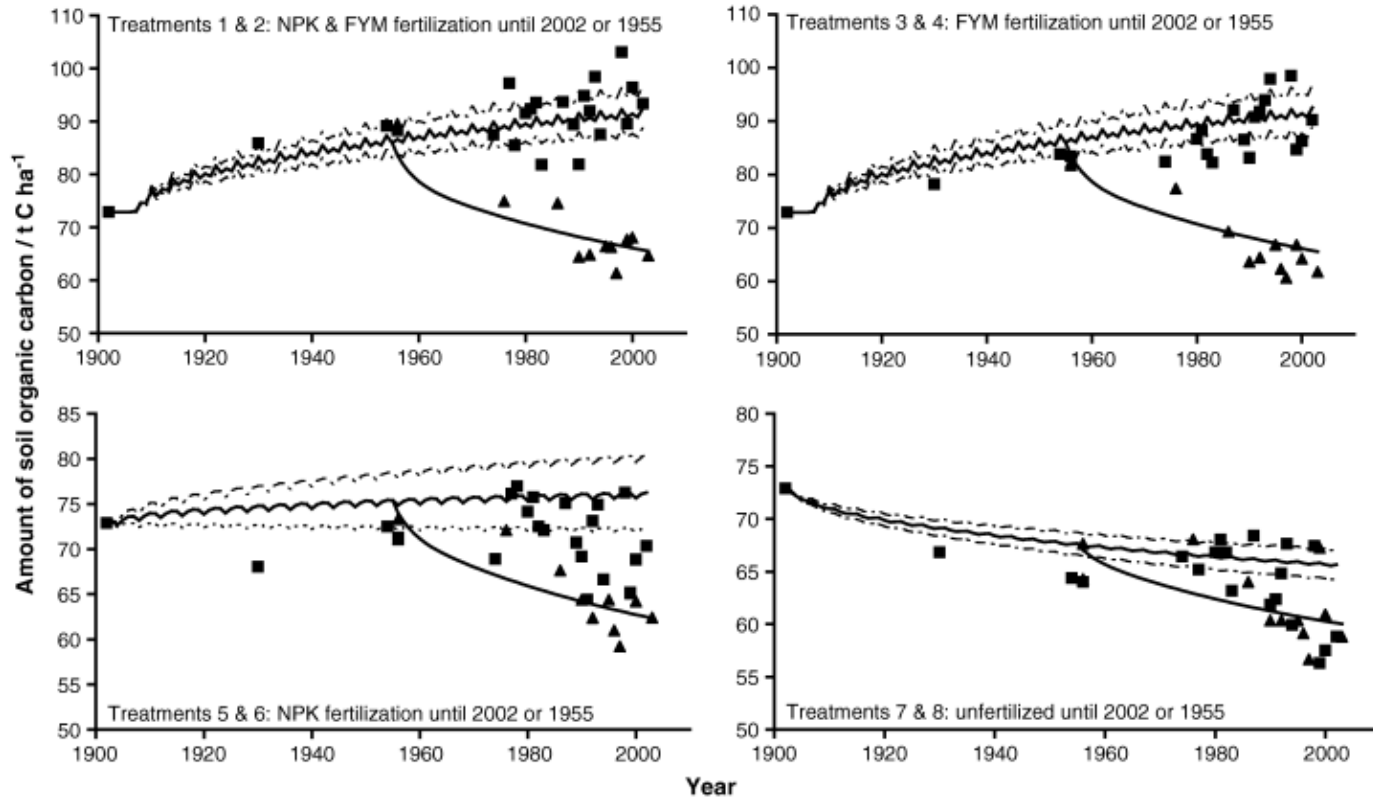 Amount of soil organic carbon / t C ha⁻¹
Treatments 1 & 2: NPK & FYM fertilization until 2002 or 1955
110
100
90
80
70
60
50
1900 1920 1940 1960 1980 2000
Treatments 3 & 4: FYM fertilization until 2002 or 1955
110
100
90
80
70
60
50
1900 1920 1940 1960 1980 2000
85
80
75
70
65
60
55
50
Treatments 5 & 6: NPK fertilization until 2002 or 1955
1900 1920 1940 1960 1980 2000
80
75
70
65
60
55
50
Treatments 7 & 8: unfertilized until 2002 or 1955
1900 1920 1940 1960 1980 2000
Year